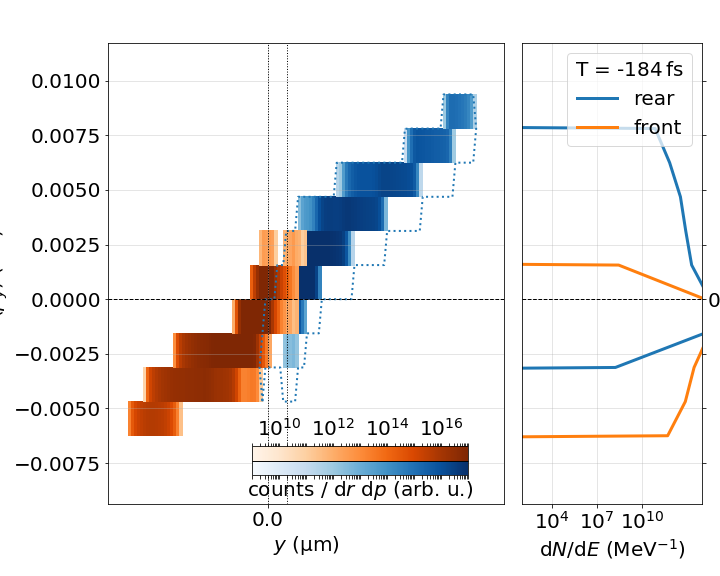 0.0100
0.0075
0.0050
0.0025
0.0000
−0.0025
−0.0050
−0.0075
0.0
y (μm)
10¹⁰ 10¹² 10¹⁴ 10¹⁶
counts / dr dp (arb. u.)
T = -184 fs
rear
front
0
10⁴ 10⁷ 10¹⁰
dN/dE (MeV⁻¹)